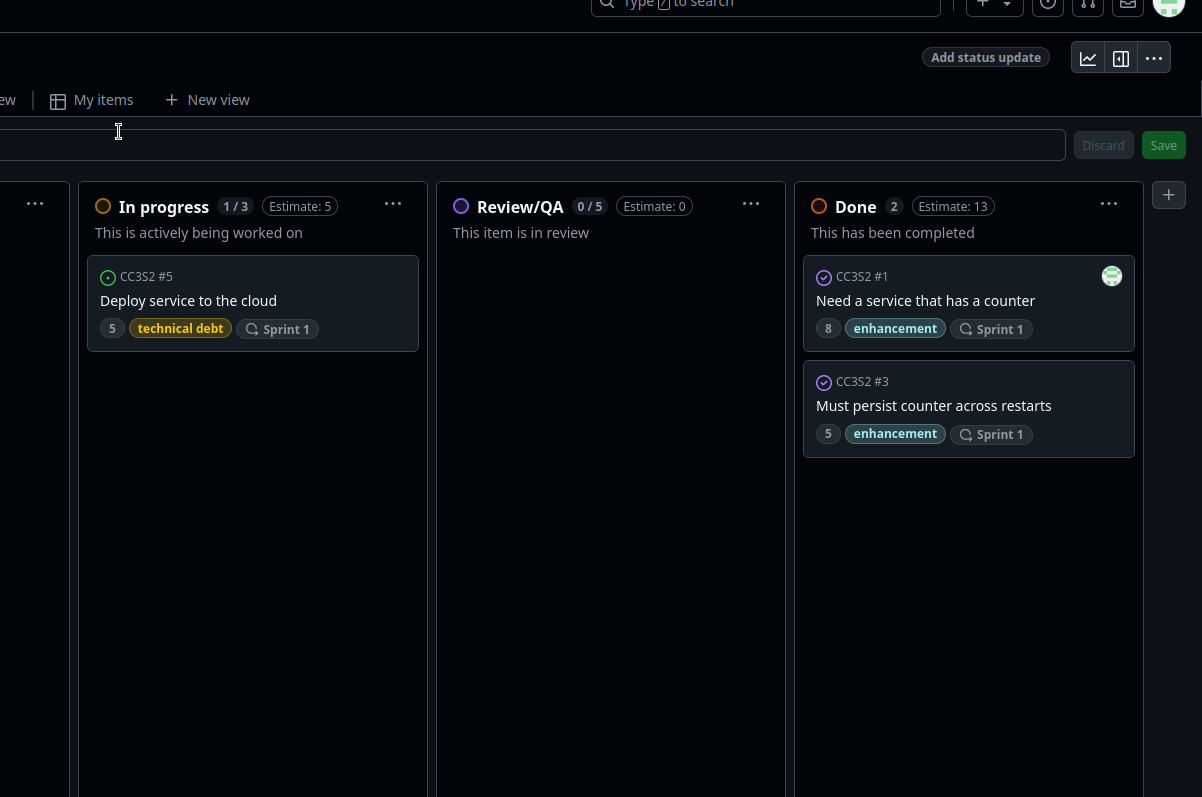 Type / to search
Add status update
ew
My items
New view
Discard
Save
In progress 1 / 3 Estimate: 5
This is actively being worked on
CC3S2 #5
Deploy service to the cloud
5 technical debt Sprint 1
Review/QA 0 / 5 Estimate: 0
This item is in review
Done 2 Estimate: 13
This has been completed
CC3S2 #1
Need a service that has a counter
8 enhancement Sprint 1
CC3S2 #3
Must persist counter across restarts
5 enhancement Sprint 1